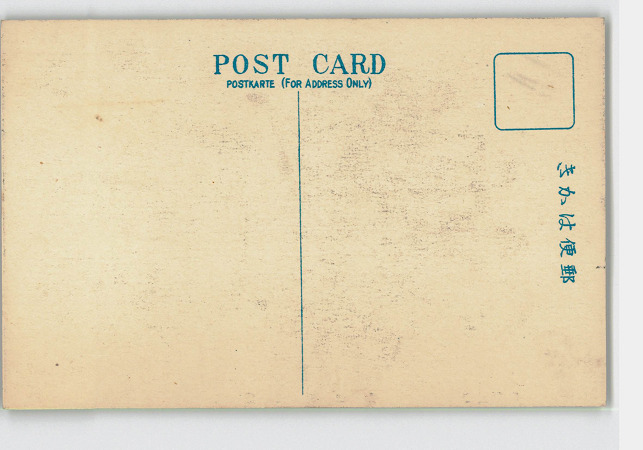 POST CARD
POSTKARTE (FOR ADDRESS ONLY)
きかは便郵